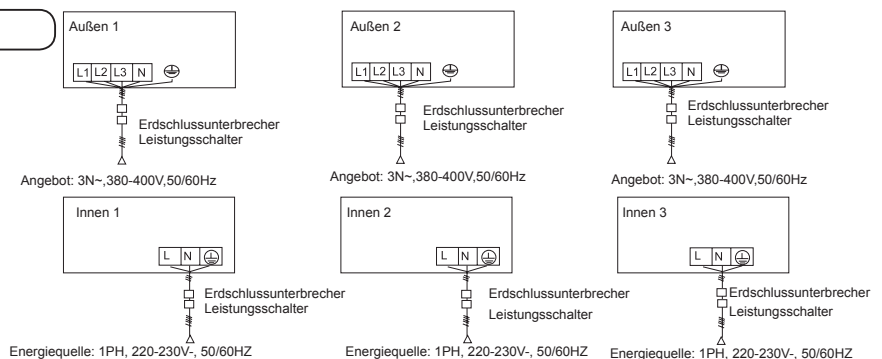 Außen 1
L1 L2 L3 N
Erdschlussunterbrecher
Leistungsschalter
Angebot: 3N~,380-400V,50/60Hz
Außen 2
L1 L2 L3 N
Erdschlussunterbrecher
Leistungsschalter
Angebot: 3N~,380-400V,50/60Hz
Außen 3
L1 L2 L3 N
Erdschlussunterbrecher
Leistungsschalter
Angebot: 3N~,380-400V,50/60Hz
Innen 1
L N
Erdschlussunterbrecher
Leistungsschalter
Energiequelle: 1PH, 220-230V-, 50/60HZ
Innen 2
L N
Erdschlussunterbrecher
Leistungsschalter
Energiequelle: 1PH, 220-230V-, 50/60HZ
Innen 3
L N
Erdschlussunterbrecher
Leistungsschalter
Energiequelle: 1PH, 220-230V-, 50/60HZ